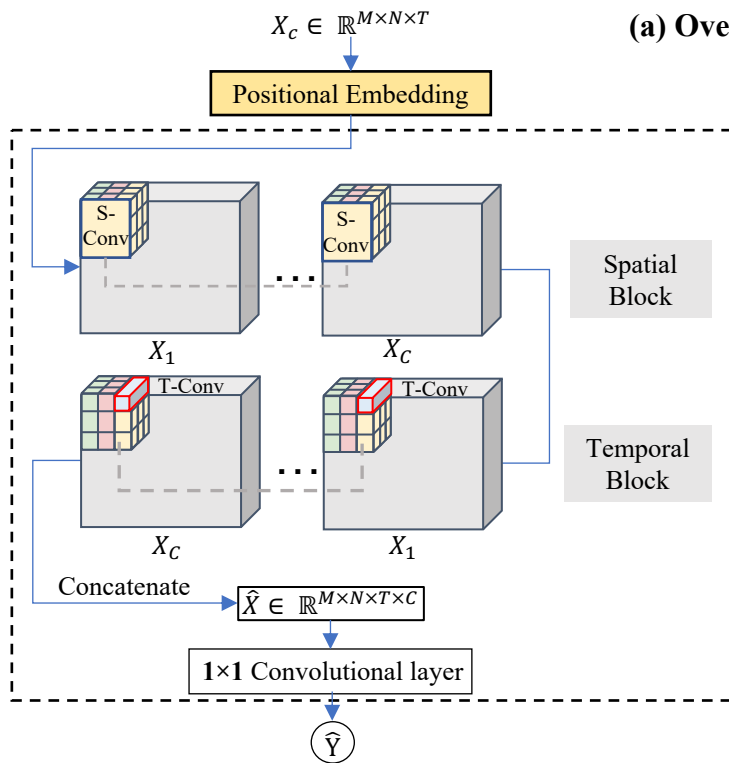 X_c ∈ ℝ^{M×N×T}
(a) Ove
Positional Embedding
S-
Conv
S-
Conv
. . .
Spatial
Block
X_1
X_C
T-Conv
T-Conv
. . .
Temporal
Block
X_C
X_1
Concatenate
X̂ ∈ ℝ^{M×N×T×C}
1×1 Convolutional layer
Ŷ